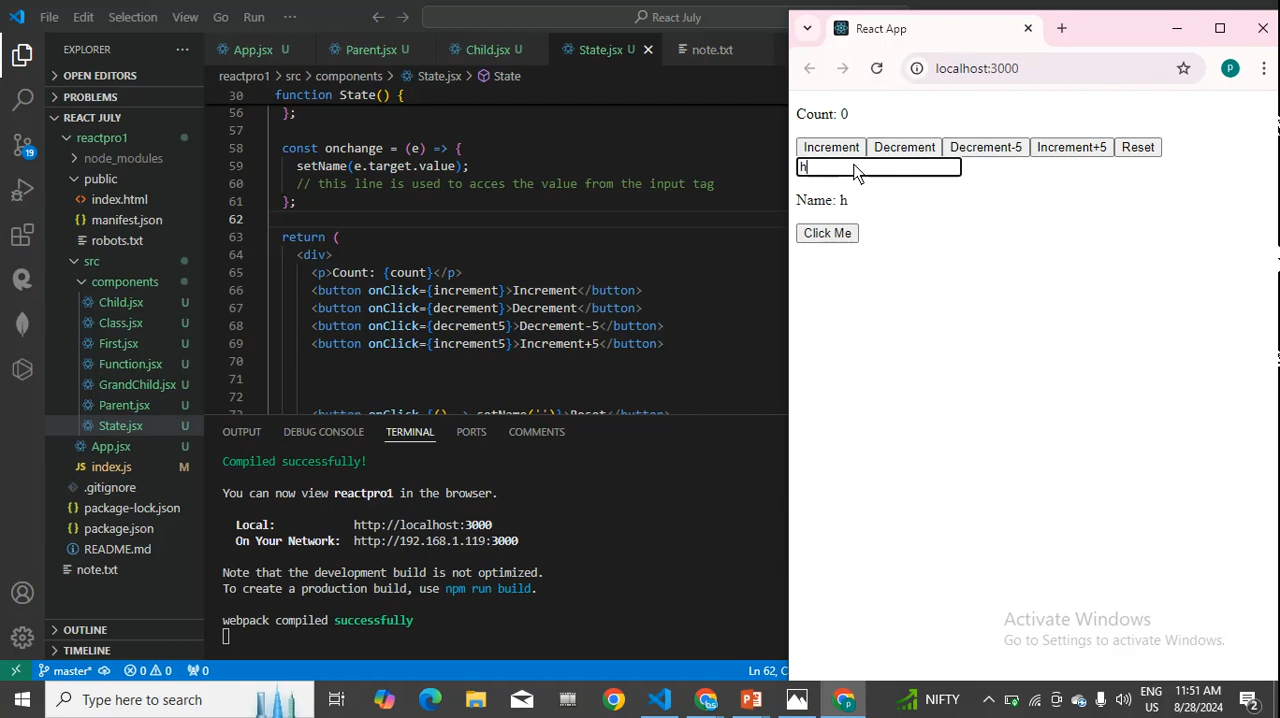 File Edit Selection View Go Run ··· React July
EXPLORER ···
OPEN EDITORS
PROBLEMS
REACT JULY
reactpro1
node_modules
public
index.html
manifest.json
robots.txt
src
components
Child.jsx U
Class.jsx U
First.jsx U
Function.jsx U
GrandChild.jsx U
Parent.jsx U
State.jsx U
App.jsx U
JS index.js M
.gitignore
{} package-lock.json
{} package.json
README.md
note.txt
OUTLINE
TIMELINE
19
App.jsx U Parent.jsx U Child.jsx U State.jsx U note.txt
reactpro1 > src > components > State.jsx > State
30 function State() {
56 };
57
58 const onchange = (e) => {
59 setName(e.target.value);
60 // this line is used to acces the value from the input tag
61 };
62
63 return (
64 <div>
65 <p>Count: {count}</p>
66 <button onClick={increment}>Increment</button>
67 <button onClick={decrement}>Decrement</button>
68 <button onClick={decrement5}>Decrement-5</button>
69 <button onClick={increment5}>Increment+5</button>
70
71
72
OUTPUT DEBUG CONSOLE TERMINAL PORTS COMMENTS
Compiled successfully!
You can now view reactpro1 in the browser.
Local: http://localhost:3000
On Your Network: http://192.168.1.119:3000
Note that the development build is not optimized.
To create a production build, use npm run build.
webpack compiled successfully
master* 0 0 0 Ln 62, C
React App
localhost:3000 P
Count: 0
Increment Decrement Decrement-5 Increment+5 Reset
h
Name: h
Click Me
Activate Windows
Go to Settings to activate Windows.
Type here to search NIFTY ENG US 11:51 AM 8/28/2024 2